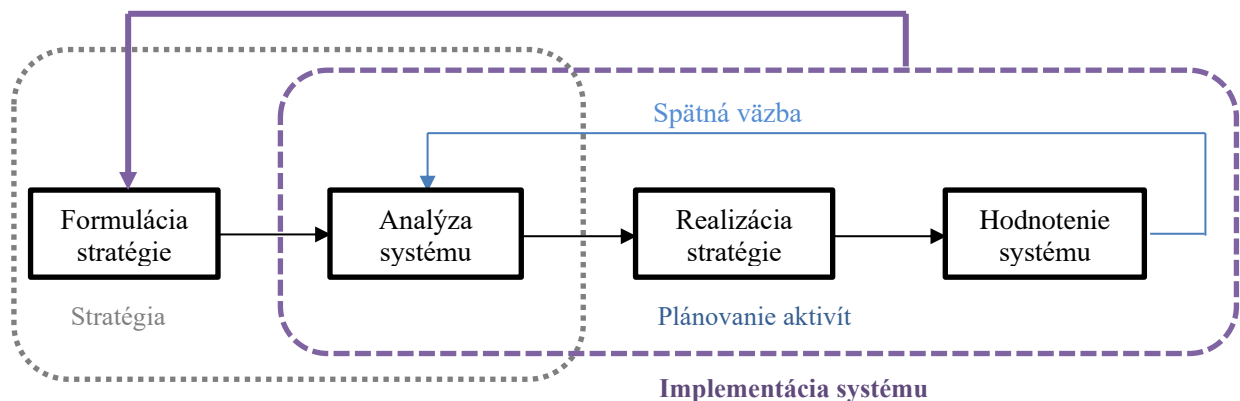 Spätná väzba
Formulácia
stratégie
Analýza
systému
Realizácia
stratégie
Hodnotenie
systému
Stratégia
Plánovanie aktivít
Implementácia systému